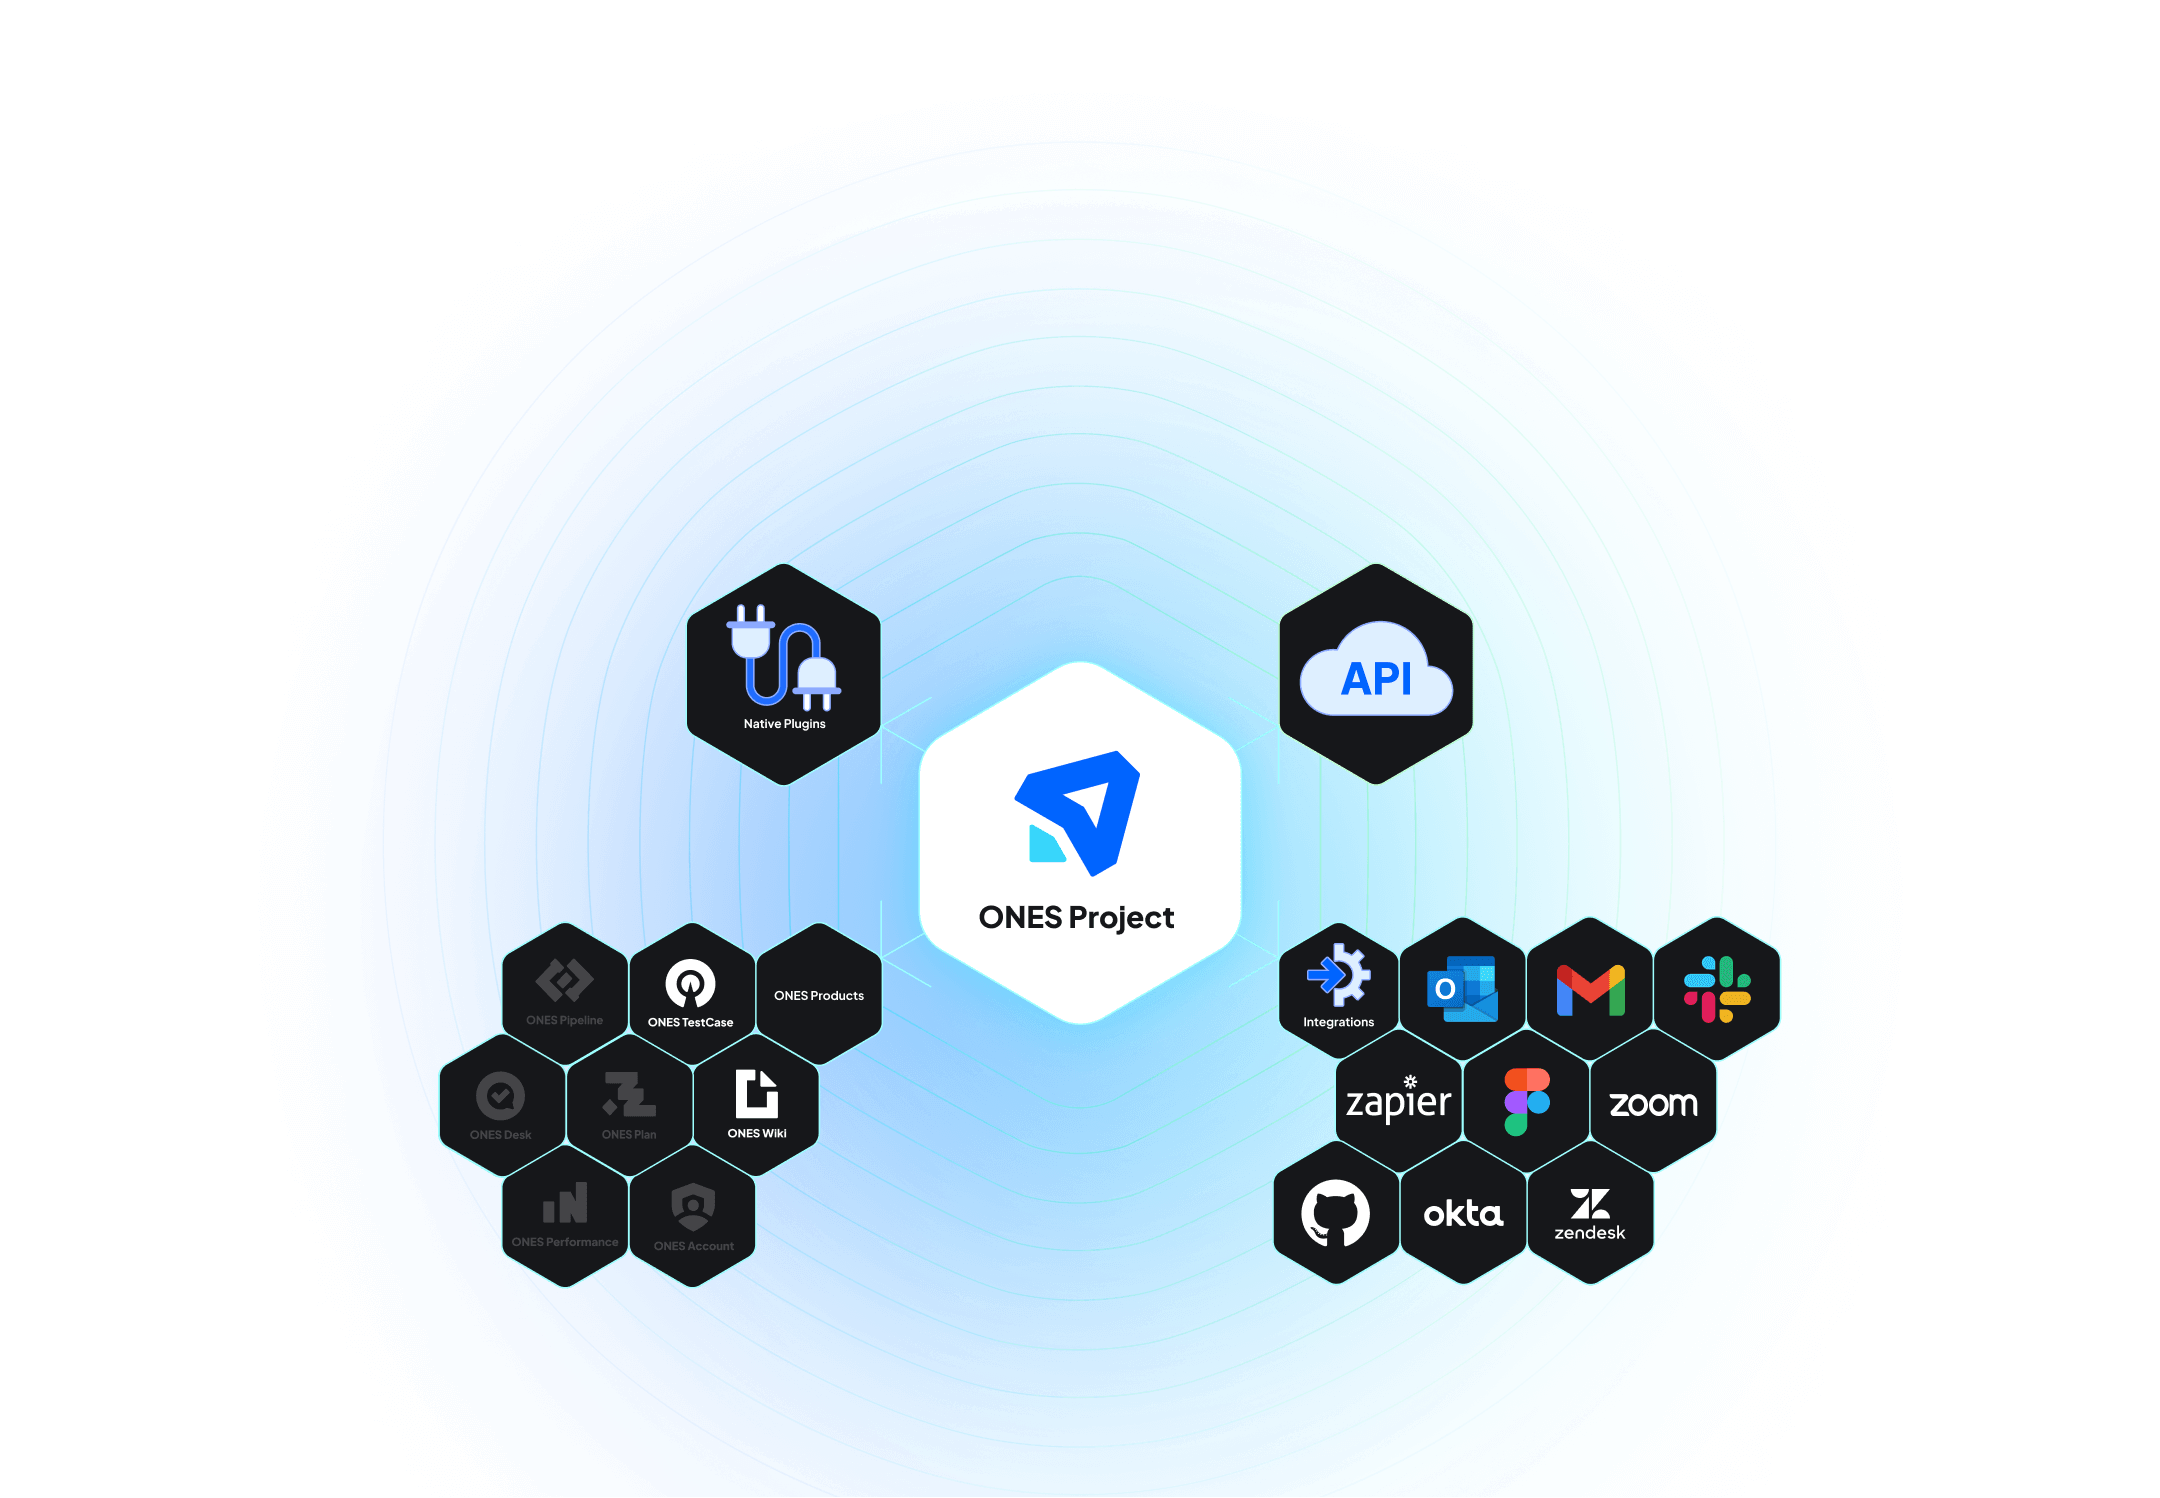 Native Plugins
API
ONES Project
ONES Pipeline
ONES TestCase
ONES Products
ONES Desk
ONES Plan
ONES Wiki
ONES Performance
ONES Account
Integrations
O
zapier
zoom
okta
zendesk